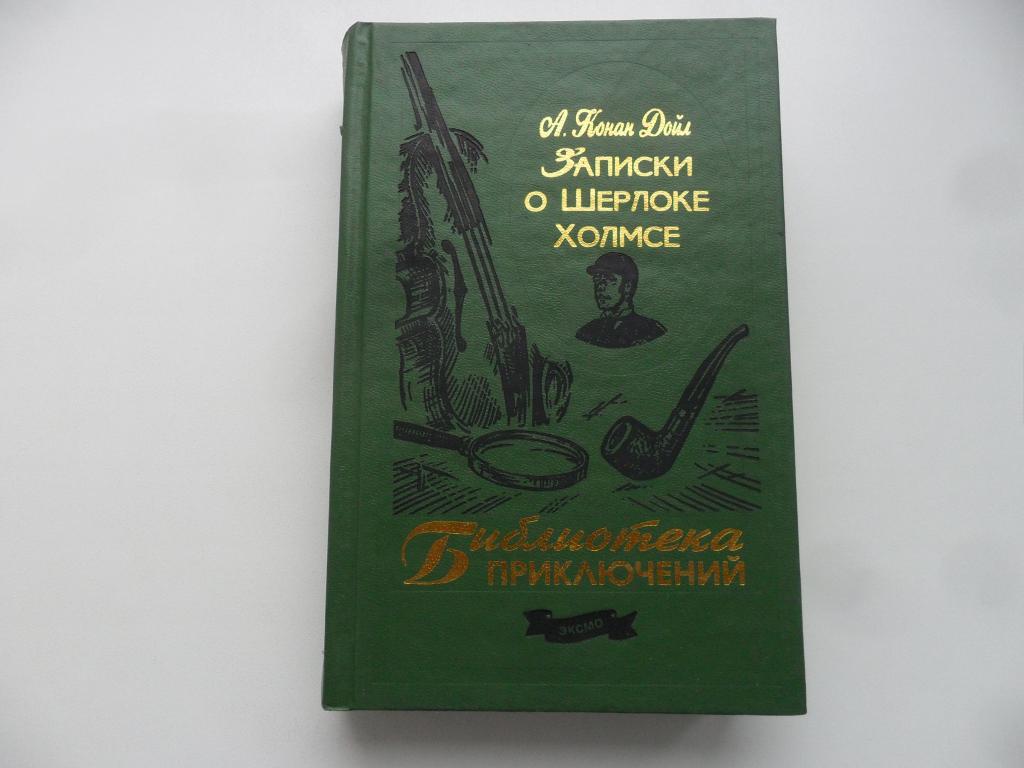 А. Конан Дойл
Записки
о Шерлоке
Холмсе
Библиотека
приключений
эксмо